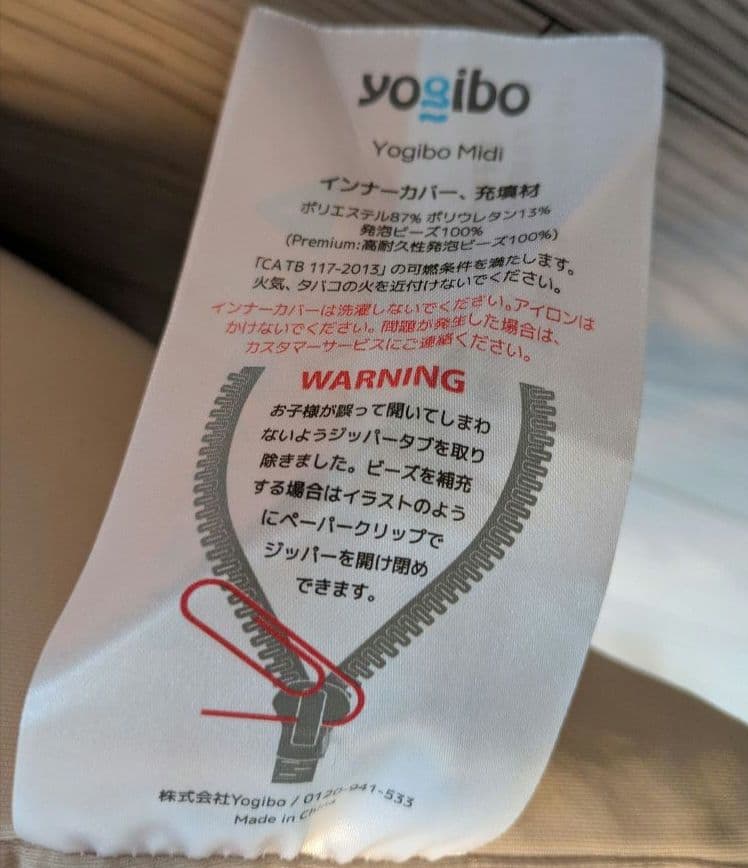 yogibo
Yogibo Midi
インナーカバー、充填材
ポリエステル87% ポリウレタン13%
発泡ビーズ100%
(Premium:高耐久性発泡ビーズ100%)
「CA TB 117-2013」の可燃条件を満たします。
火気、タバコの火を近付けないでください。
インナーカバーは洗濯しないでください。アイロンは
かけないでください。問題が発生した場合は、
カスタマーサービスにご連絡ください。
WARNING
お子様が誤って開いてしまわ
ないようジッパータブを取り
除きました。ビーズを補充
する場合はイラストのよう
にペーパークリップで
ジッパーを開け閉め
できます。
株式会社Yogibo / 0120-941-533
Made in China